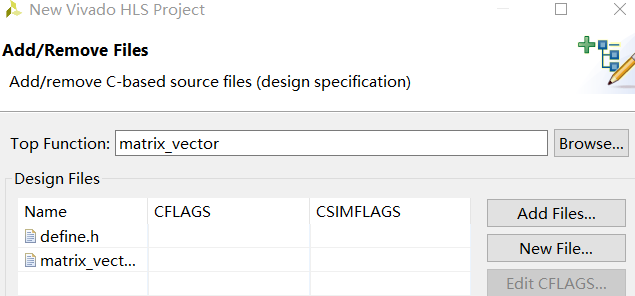 New Vivado HLS Project
Add/Remove Files
Add/remove C-based source files (design specification)
Top Function: matrix_vector Browse...
Design Files
Name CFLAGS CSIMFLAGS Add Files...
define.h
New File...
matrix_vect...
Edit CFLAGS...